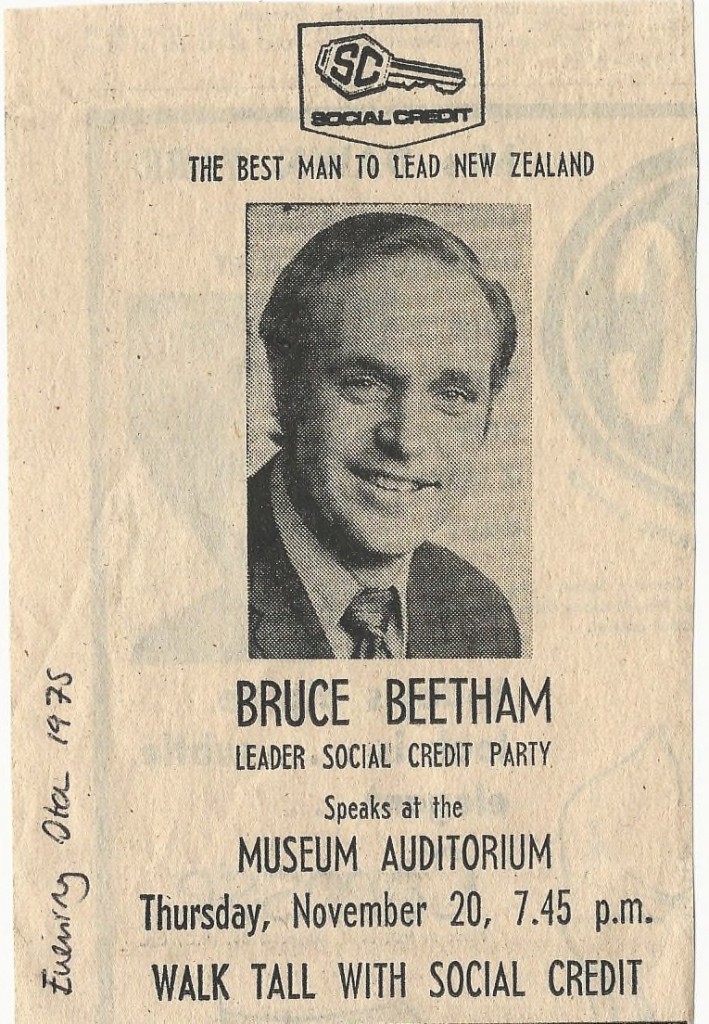 SC
SOCIAL CREDIT
THE BEST MAN TO LEAD NEW ZEALAND
BRUCE BEETHAM
LEADER SOCIAL CREDIT PARTY
Speaks at the
MUSEUM AUDITORIUM
Thursday, November 20, 7.45 p.m.
WALK TALL WITH SOCIAL CREDIT
Evening 1975